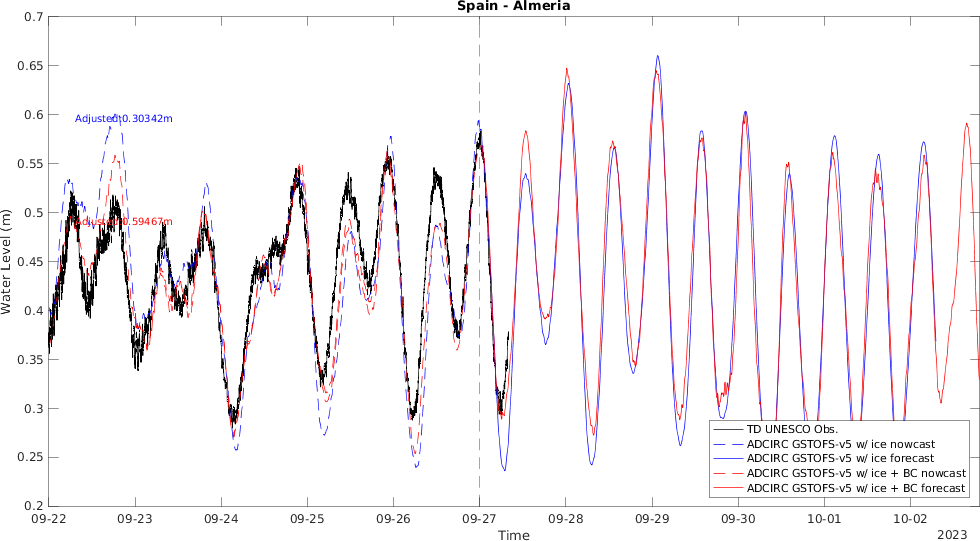 Spain - Almeria
0.7
0.65
0.6
0.55
0.5
0.45
0.4
0.35
0.3
0.25
0.2
Water Level (m)
Adjusted:0.30342m
Adjusted:0.59467m
TD UNESCO Obs.
ADCIRC GSTOFS-v5 w/ ice nowcast
ADCIRC GSTOFS-v5 w/ ice forecast
ADCIRC GSTOFS-v5 w/ ice + BC nowcast
ADCIRC GSTOFS-v5 w/ ice + BC forecast
09-22 09-23 09-24 09-25 09-26 09-27 09-28 09-29 09-30 10-01 10-02
Time
2023